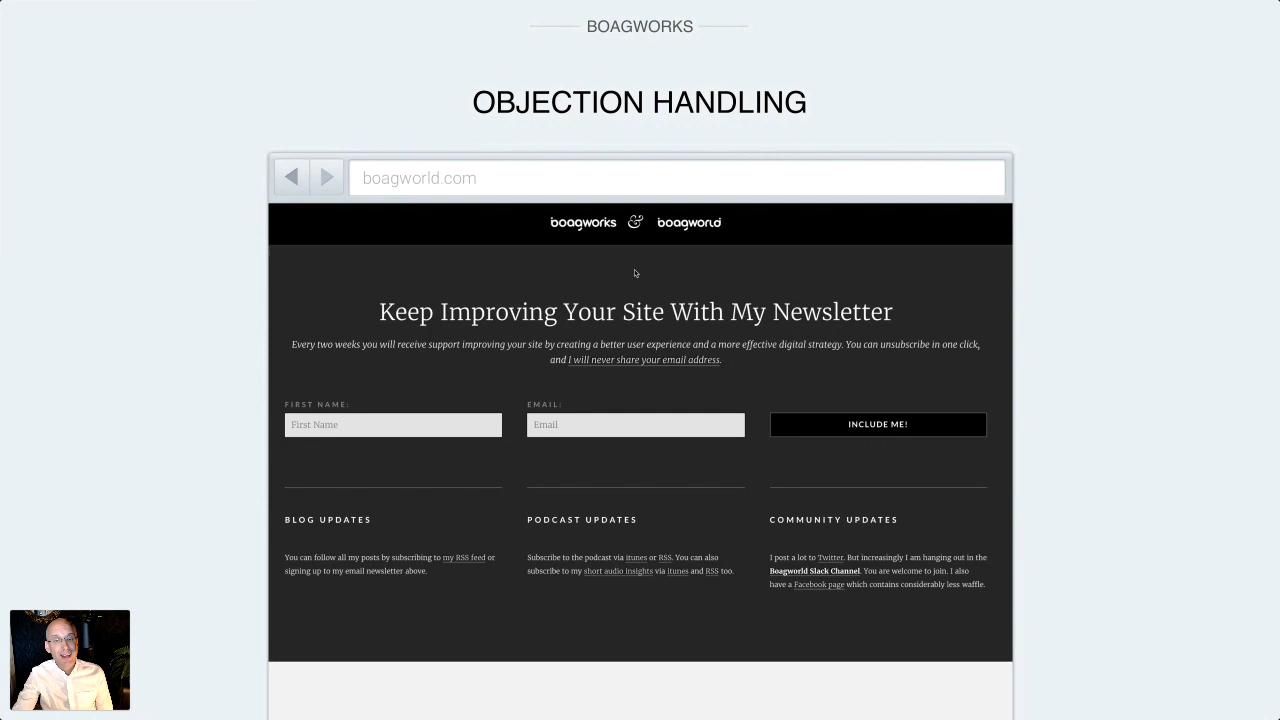 BOAGWORKS
OBJECTION HANDLING
boagworld.com
boagworks & boagworld
Keep Improving Your Site With My Newsletter
Every two weeks you will receive support improving your site by creating a better user experience and a more effective digital strategy. You can unsubscribe in one click,
and I will never share your email address.
FIRST NAME:
First Name
EMAIL:
Email
INCLUDE ME!
BLOG UPDATES
You can follow all my posts by subscribing to my RSS feed or
signing up to my email newsletter above.
PODCAST UPDATES
Subscribe to the podcast via itunes or RSS. You can also
subscribe to my short audio insights via itunes and RSS too.
COMMUNITY UPDATES
I post a lot to Twitter. But increasingly I am hanging out in the
Boagworld Slack Channel. You are welcome to join. I also
have a Facebook page which contains considerably less waffle.